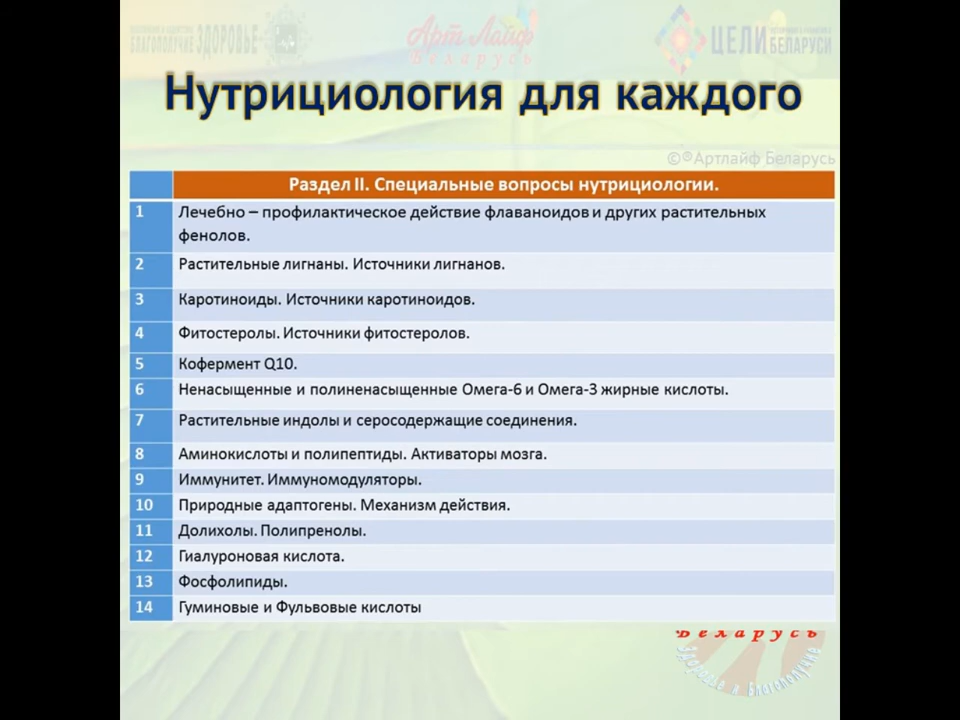 БЛАГОПОЛУЧИЕ ЗДОРОВЬЕ
Арт Лайф
Беларусь
ЦЕЛИ
БЕЛАРУСИ
Нутрициология для каждого
©®Артлайф Беларусь
Раздел II. Специальные вопросы нутрициологии.
1 Лечебно – профилактическое действие флаваноидов и других растительных
фенолов.
2 Растительные лигнаны. Источники лигнанов.
3 Каротиноиды. Источники каротиноидов.
4 Фитостеролы. Источники фитостеролов.
5 Кофермент Q10.
6 Ненасыщенные и полиненасыщенные Омега-6 и Омега-3 жирные кислоты.
7 Растительные индолы и серосодержащие соединения.
8 Аминокислоты и полипептиды. Активаторы мозга.
9 Иммунитет. Иммуномодуляторы.
10 Природные адаптогены. Механизм действия.
11 Долихолы. Полипренолы.
12 Гиалуроновая кислота.
13 Фосфолипиды.
14 Гуминовые и Фульвовые кислоты
Беларусь
Здоровье и Благополучие